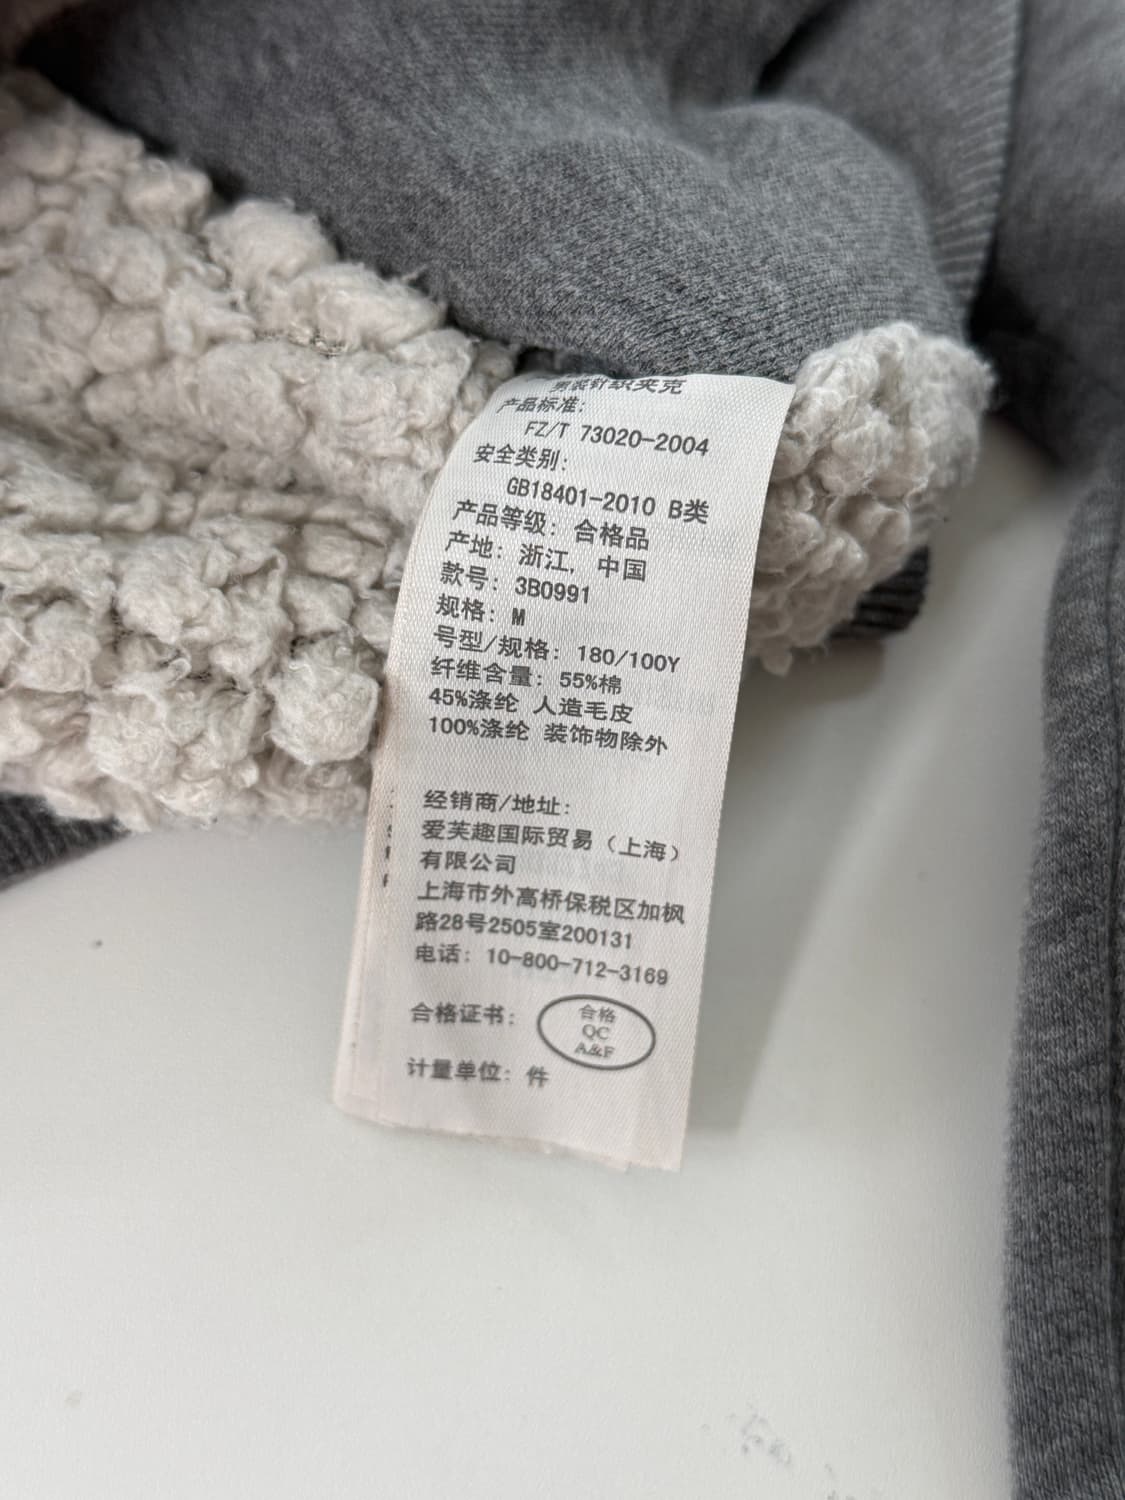 男装针织夹克
产品标准:
FZ/T 73020-2004
安全类别:
GB18401-2010 B类
产品等级: 合格品
产地: 浙江, 中国
款号: 3B0991
规格: M
号型/规格: 180/100Y
纤维含量: 55%棉
45%涤纶 人造毛皮
100%涤纶 装饰物除外
经销商/地址:
爱芙趣国际贸易（上海）
有限公司
上海市外高桥保税区加枫
路28号2505室200131
电话: 10-800-712-3169
合格证书:
合格
QC
A&F
计量单位: 件